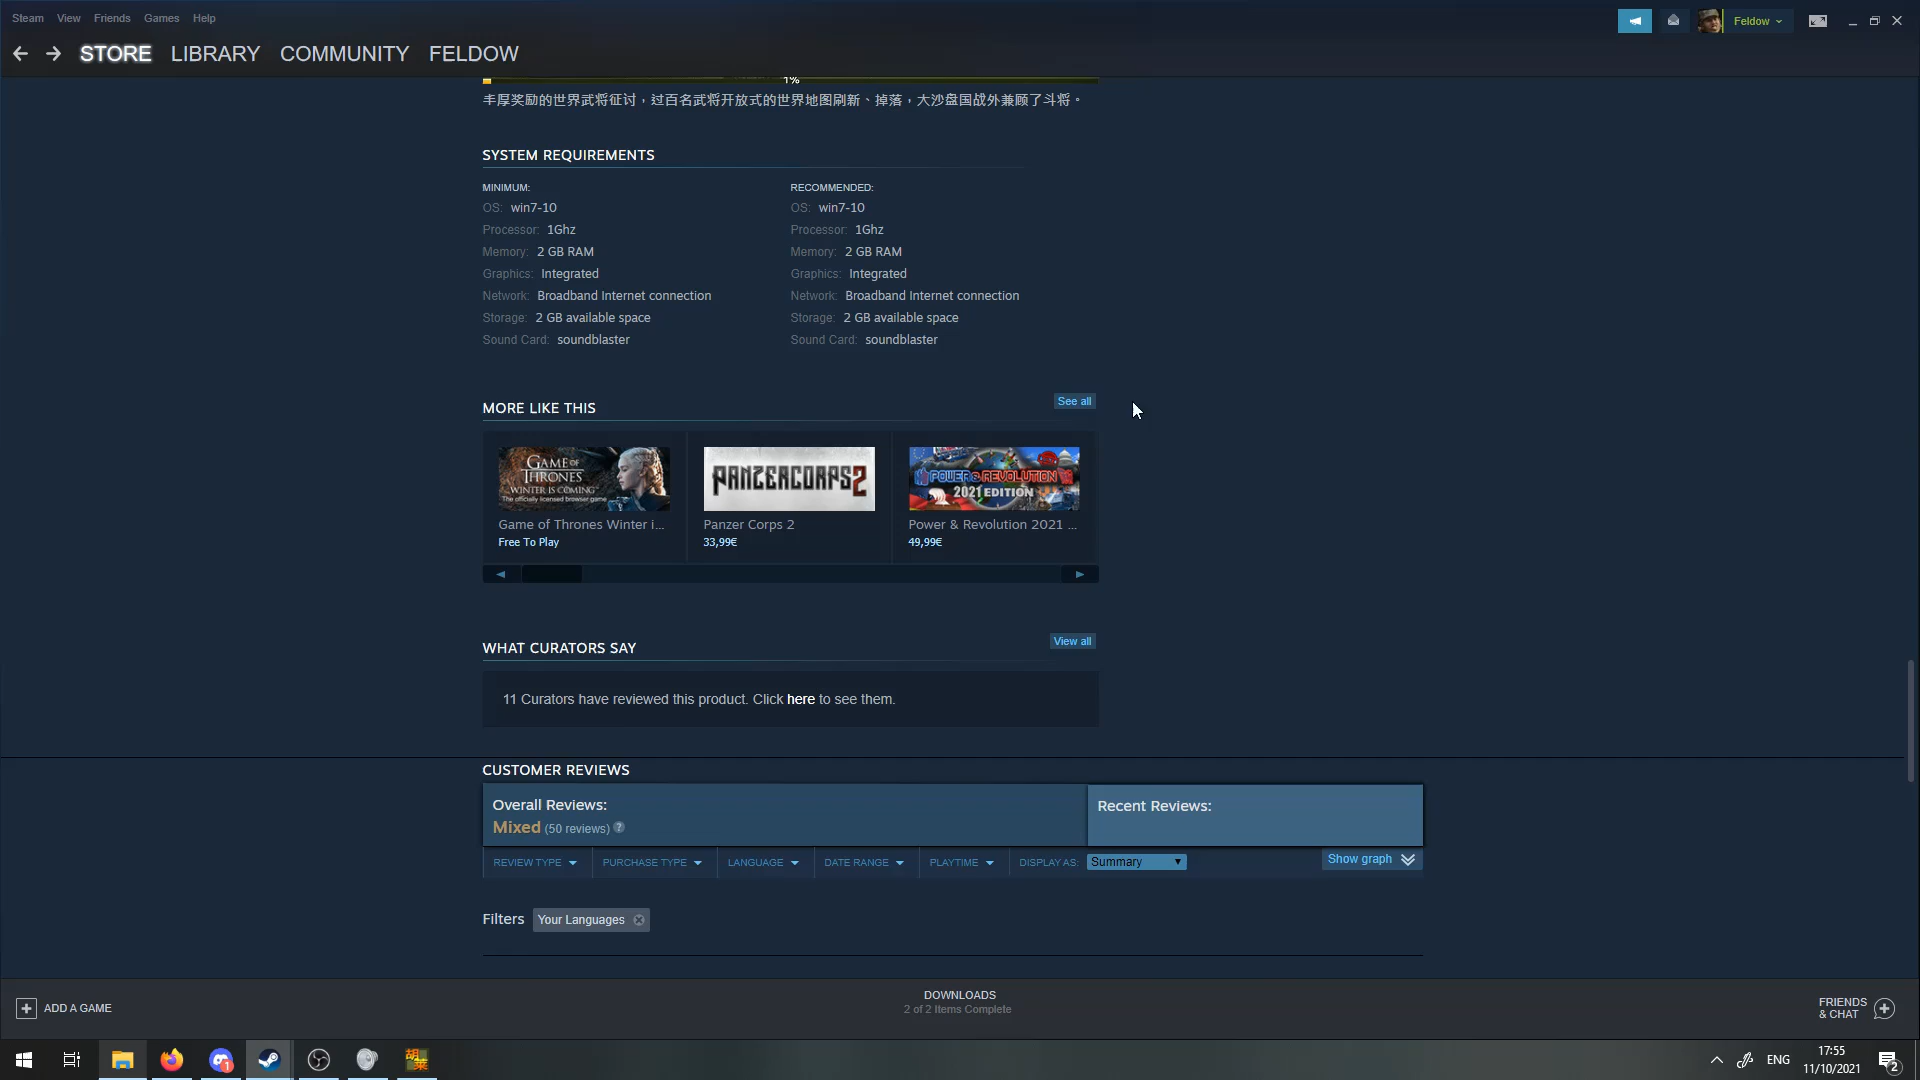 Steam View Friends Games Help
Feldow
STORE LIBRARY COMMUNITY FELDOW
1%
丰厚奖励的世界武将征讨，过百名武将开放式的世界地图刷新、掉落，大沙盘国战外兼顾了斗将。
SYSTEM REQUIREMENTS
MINIMUM:
OS: win7-10
Processor: 1Ghz
Memory: 2 GB RAM
Graphics: Integrated
Network: Broadband Internet connection
Storage: 2 GB available space
Sound Card: soundblaster
RECOMMENDED:
OS: win7-10
Processor: 1Ghz
Memory: 2 GB RAM
Graphics: Integrated
Network: Broadband Internet connection
Storage: 2 GB available space
Sound Card: soundblaster
MORE LIKE THIS
See all
GAME OF THRONES
WINTER IS COMING
The officially licensed browser game
Game of Thrones Winter i...
Free To Play
PANZERCORPS2
Panzer Corps 2
33,99€
POWER & REVOLUTION
2021 EDITION
Power & Revolution 2021 ...
49,99€
WHAT CURATORS SAY
View all
11 Curators have reviewed this product. Click here to see them.
CUSTOMER REVIEWS
Overall Reviews:
Mixed (50 reviews) ?
Recent Reviews:
REVIEW TYPE PURCHASE TYPE LANGUAGE DATE RANGE PLAYTIME DISPLAY AS: Summary Show graph
Filters Your Languages
ADD A GAME
DOWNLOADS
2 of 2 Items Complete
FRIENDS
& CHAT
1
胡莱
ENG
17:55
11/10/2021
2